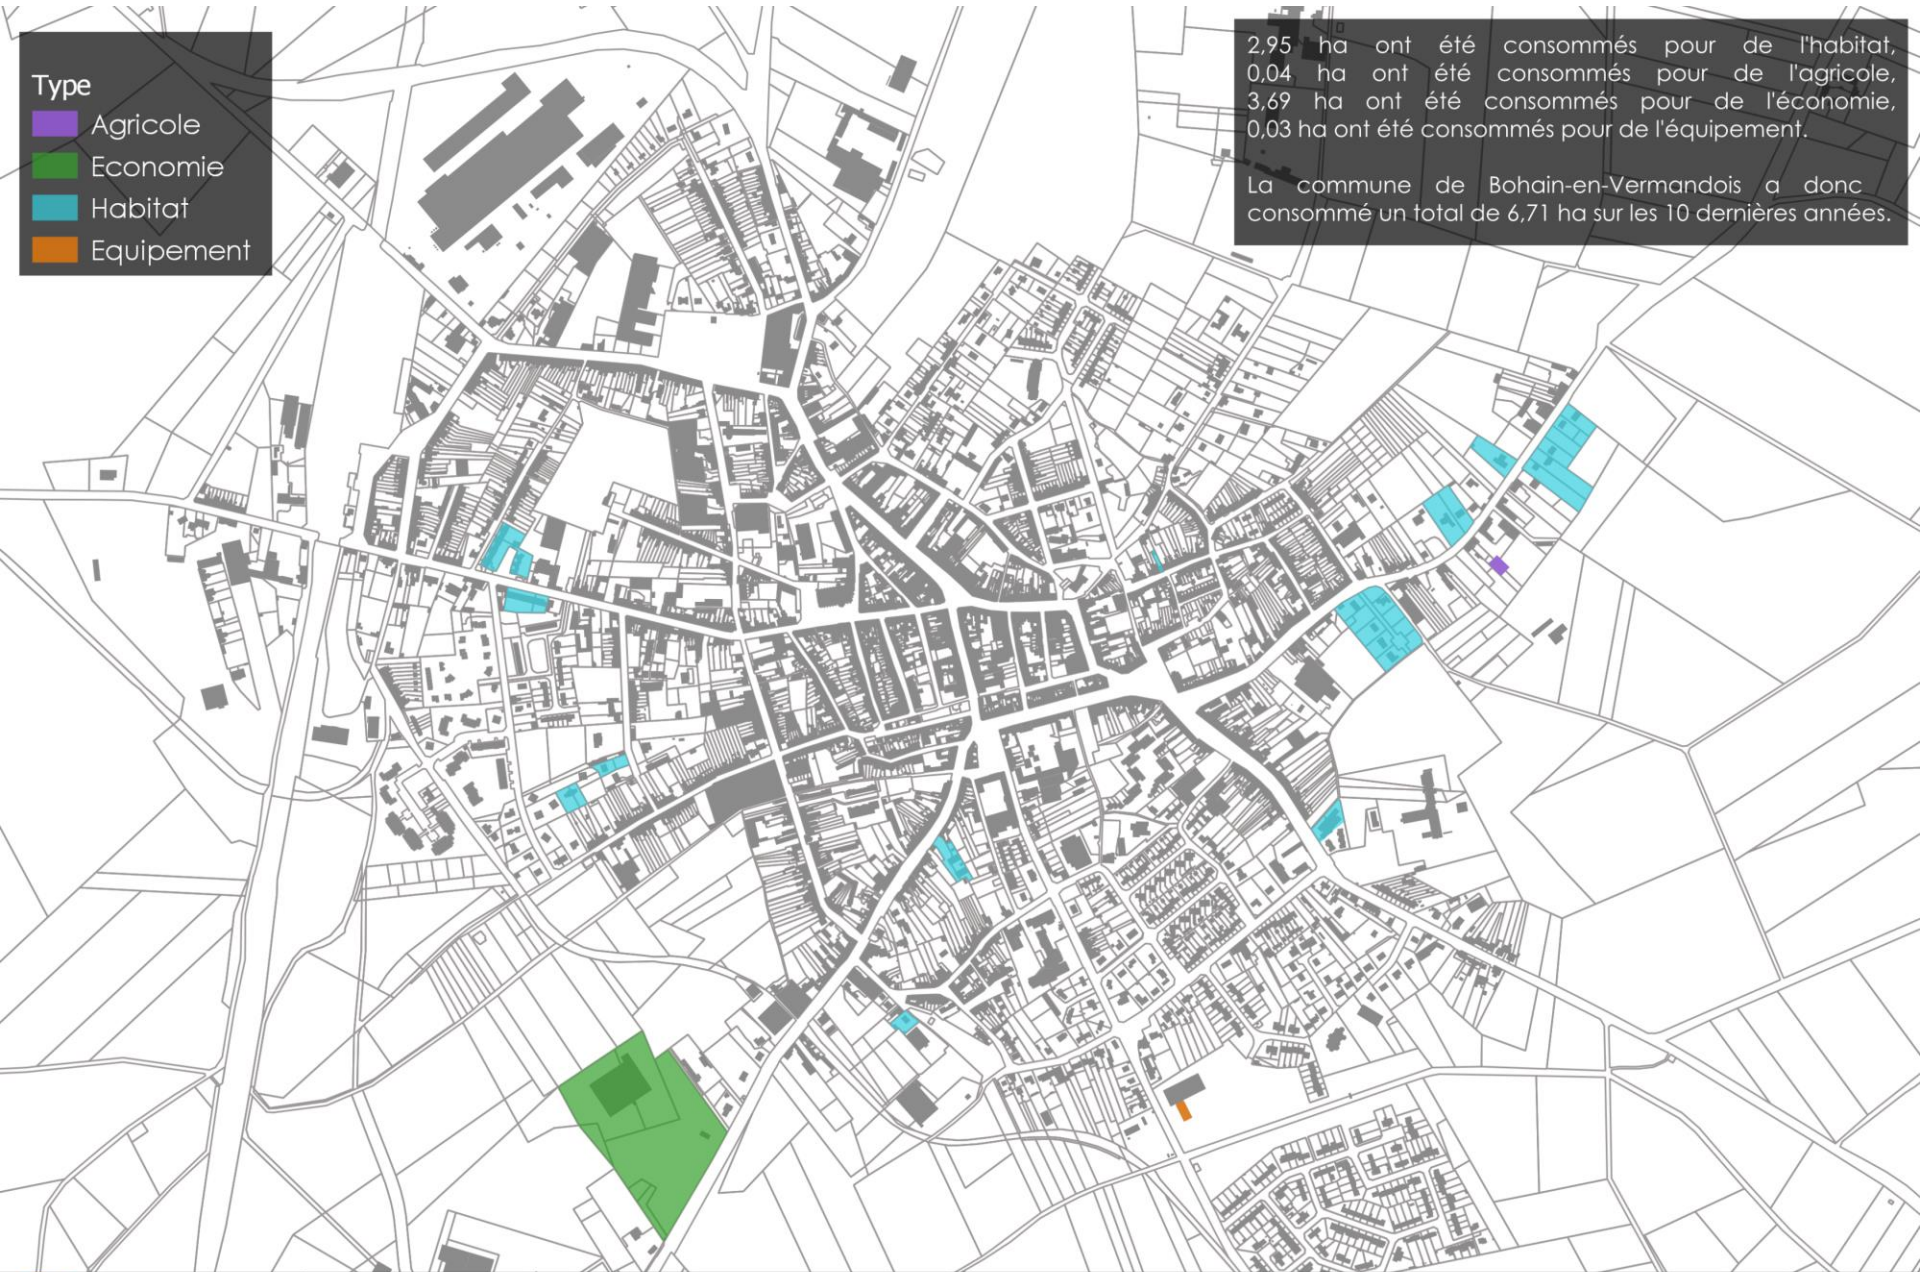 Type
Agricole
Economie
Habitat
Equipement
2,95 ha ont été consommés pour de l'habitat,
0,04 ha ont été consommés pour de l'agricole,
3,69 ha ont été consommés pour de l'économie,
0,03 ha ont été consommés pour de l'équipement.
La commune de Bohain-en-Vermandois a donc
consommé un total de 6,71 ha sur les 10 dernières années.